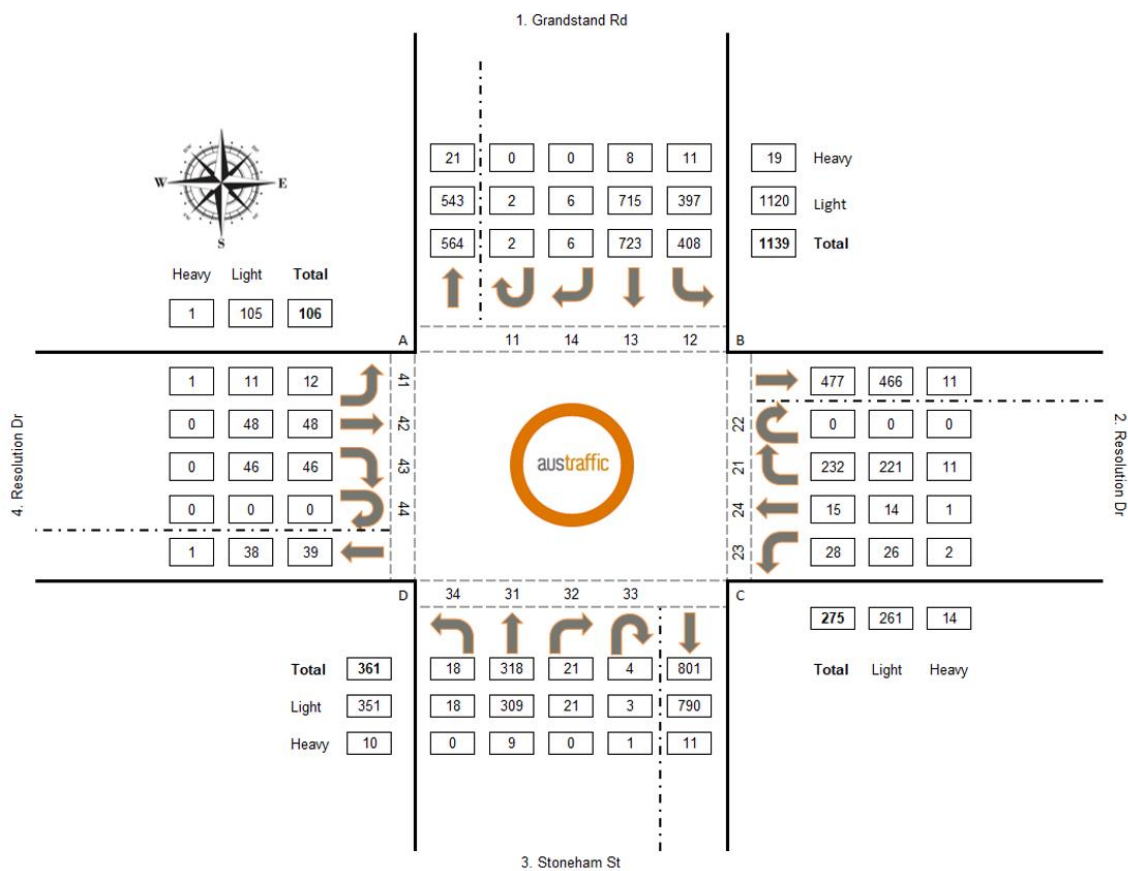 1. Grandstand Rd
21 0 0 8 11 19 Heavy
543 2 6 715 397 1120 Light
564 2 6 723 408 1139 Total
N
W E
S
Heavy Light Total
1 105 106
A 11 14 13 12 B
1 11 12 41 477 466 11
0 48 48 42 22 0 0 0
0 46 46 43 21 232 221 11
0 0 0 44 24 15 14 1
1 38 39 23 28 26 2
austraffic
4. Resolution Dr
2. Resolution Dr
D 34 31 32 33 C
275 261 14
Total Light Heavy
Total 361 18 318 21 4 801
Light 351 18 309 21 3 790
Heavy 10 0 9 0 1 11
3. Stoneham St